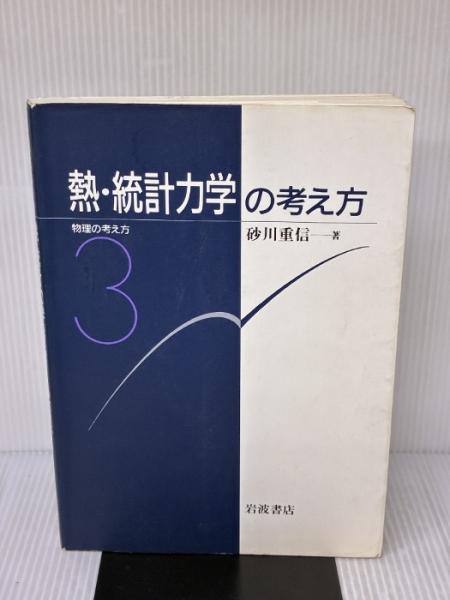 熱・統計力学の考え方
物理の考え方
3
砂川重信──著
岩波書店